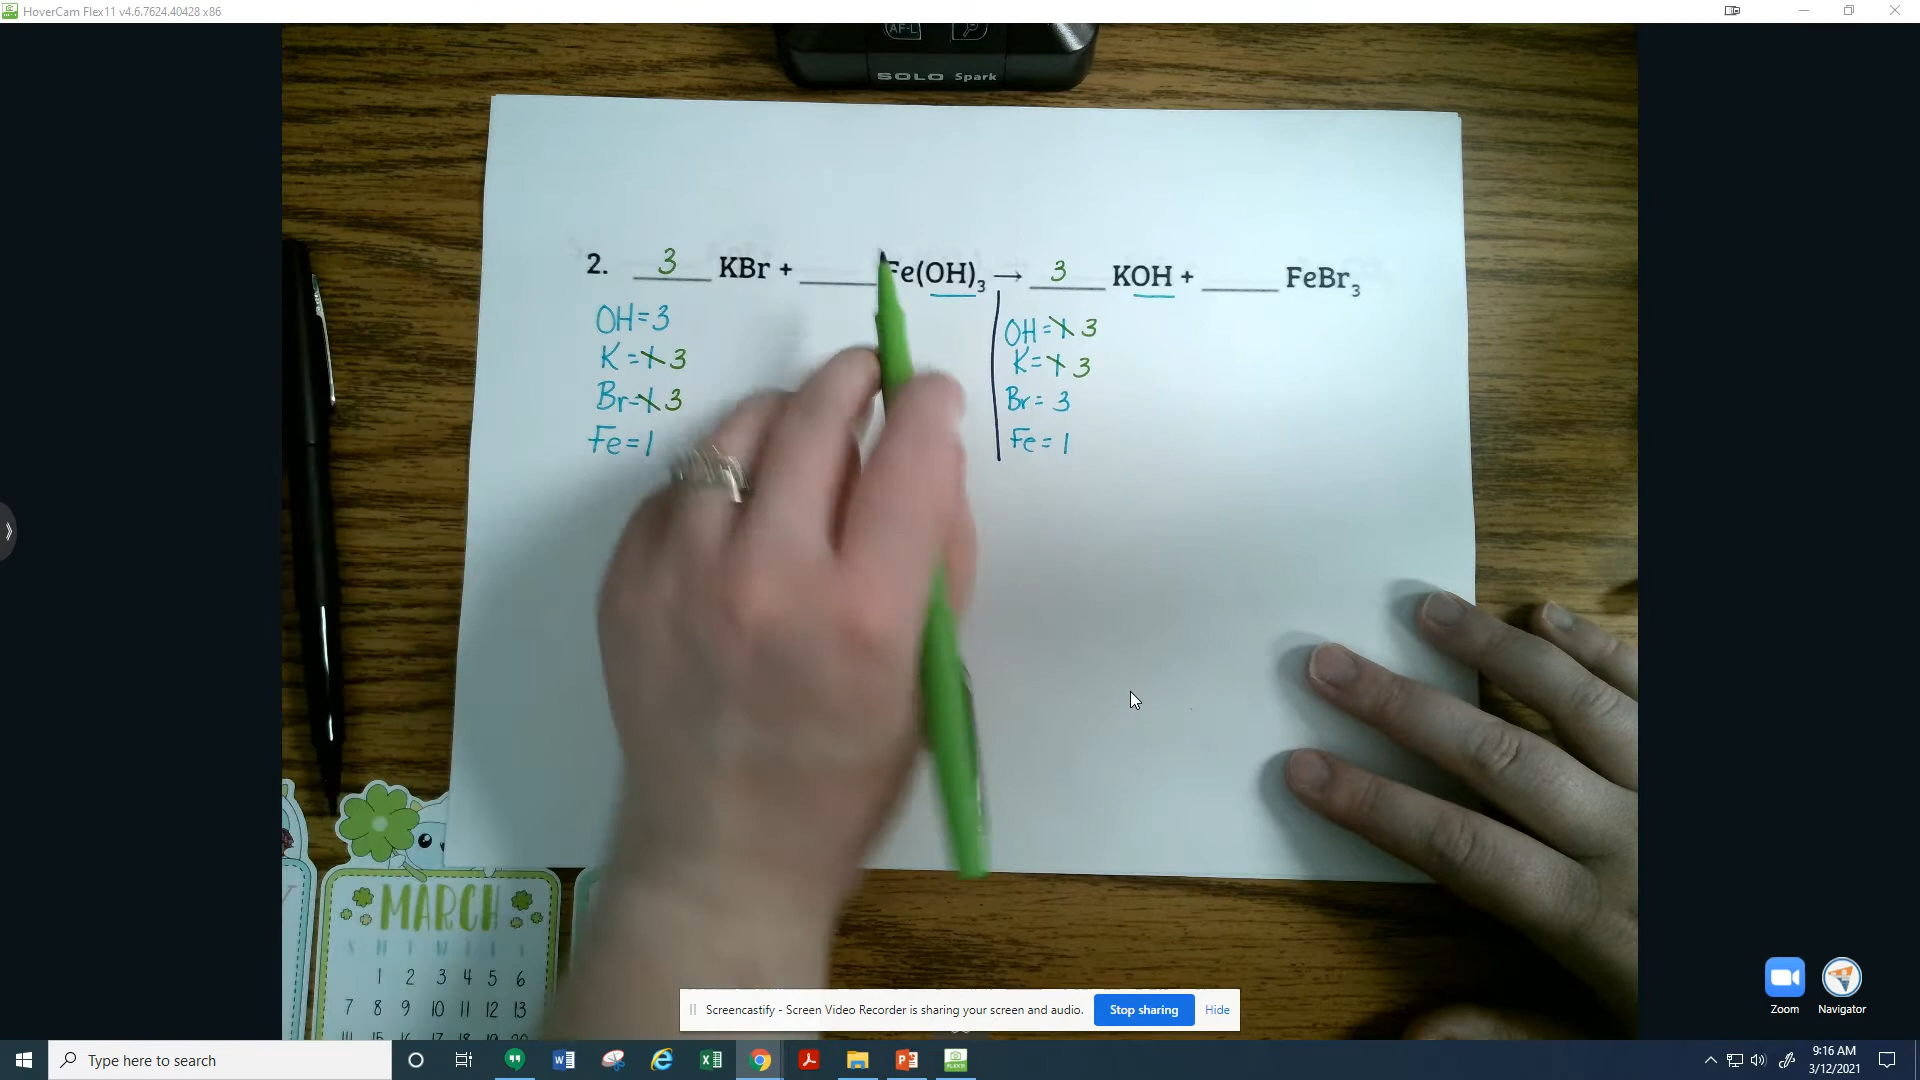 HoverCam Flex11 v4.6.7624.40428 x86
AF-L
SOLO Spark
2. 3 KBr + ____ Fe(OH)₃ → 3 KOH + ____ FeBr₃
OH=3
K=1 3
Br=1 3
Fe=1
OH=1 3
K=1 3
Br=3
Fe=1
MARCH
1 2 3 4 5 6
7 8 9 10 11 12 13
Screencastify - Screen Video Recorder is sharing your screen and audio.
Stop sharing
Hide
Zoom
Navigator
Type here to search
9:16 AM
3/12/2021